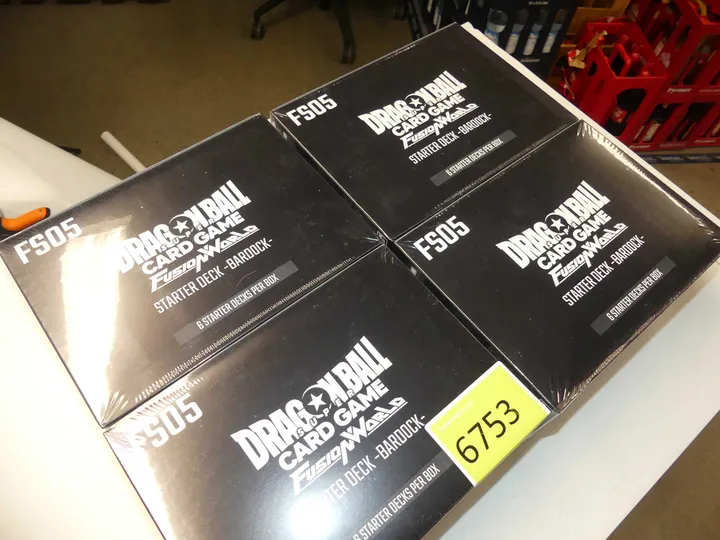 FS05
DRAGON BALL
SUPER
CARD GAME
FUSION WORLD
STARTER DECK -BARDOCK-
6 STARTER DECKS PER BOX
FS05
DRAGON BALL
SUPER
CARD GAME
FUSION WORLD
STARTER DECK -BARDOCK-
6 STARTER DECKS PER BOX
FS05
DRAGON BALL
SUPER
CARD GAME
FUSION WORLD
STARTER DECK -BARDOCK-
6 STARTER DECKS PER BOX
FS05
DRAGON BALL
SUPER
CARD GAME
FUSION WORLD
TER DECK -BARDOCK-
6 STARTER DECKS PER BOX
6753